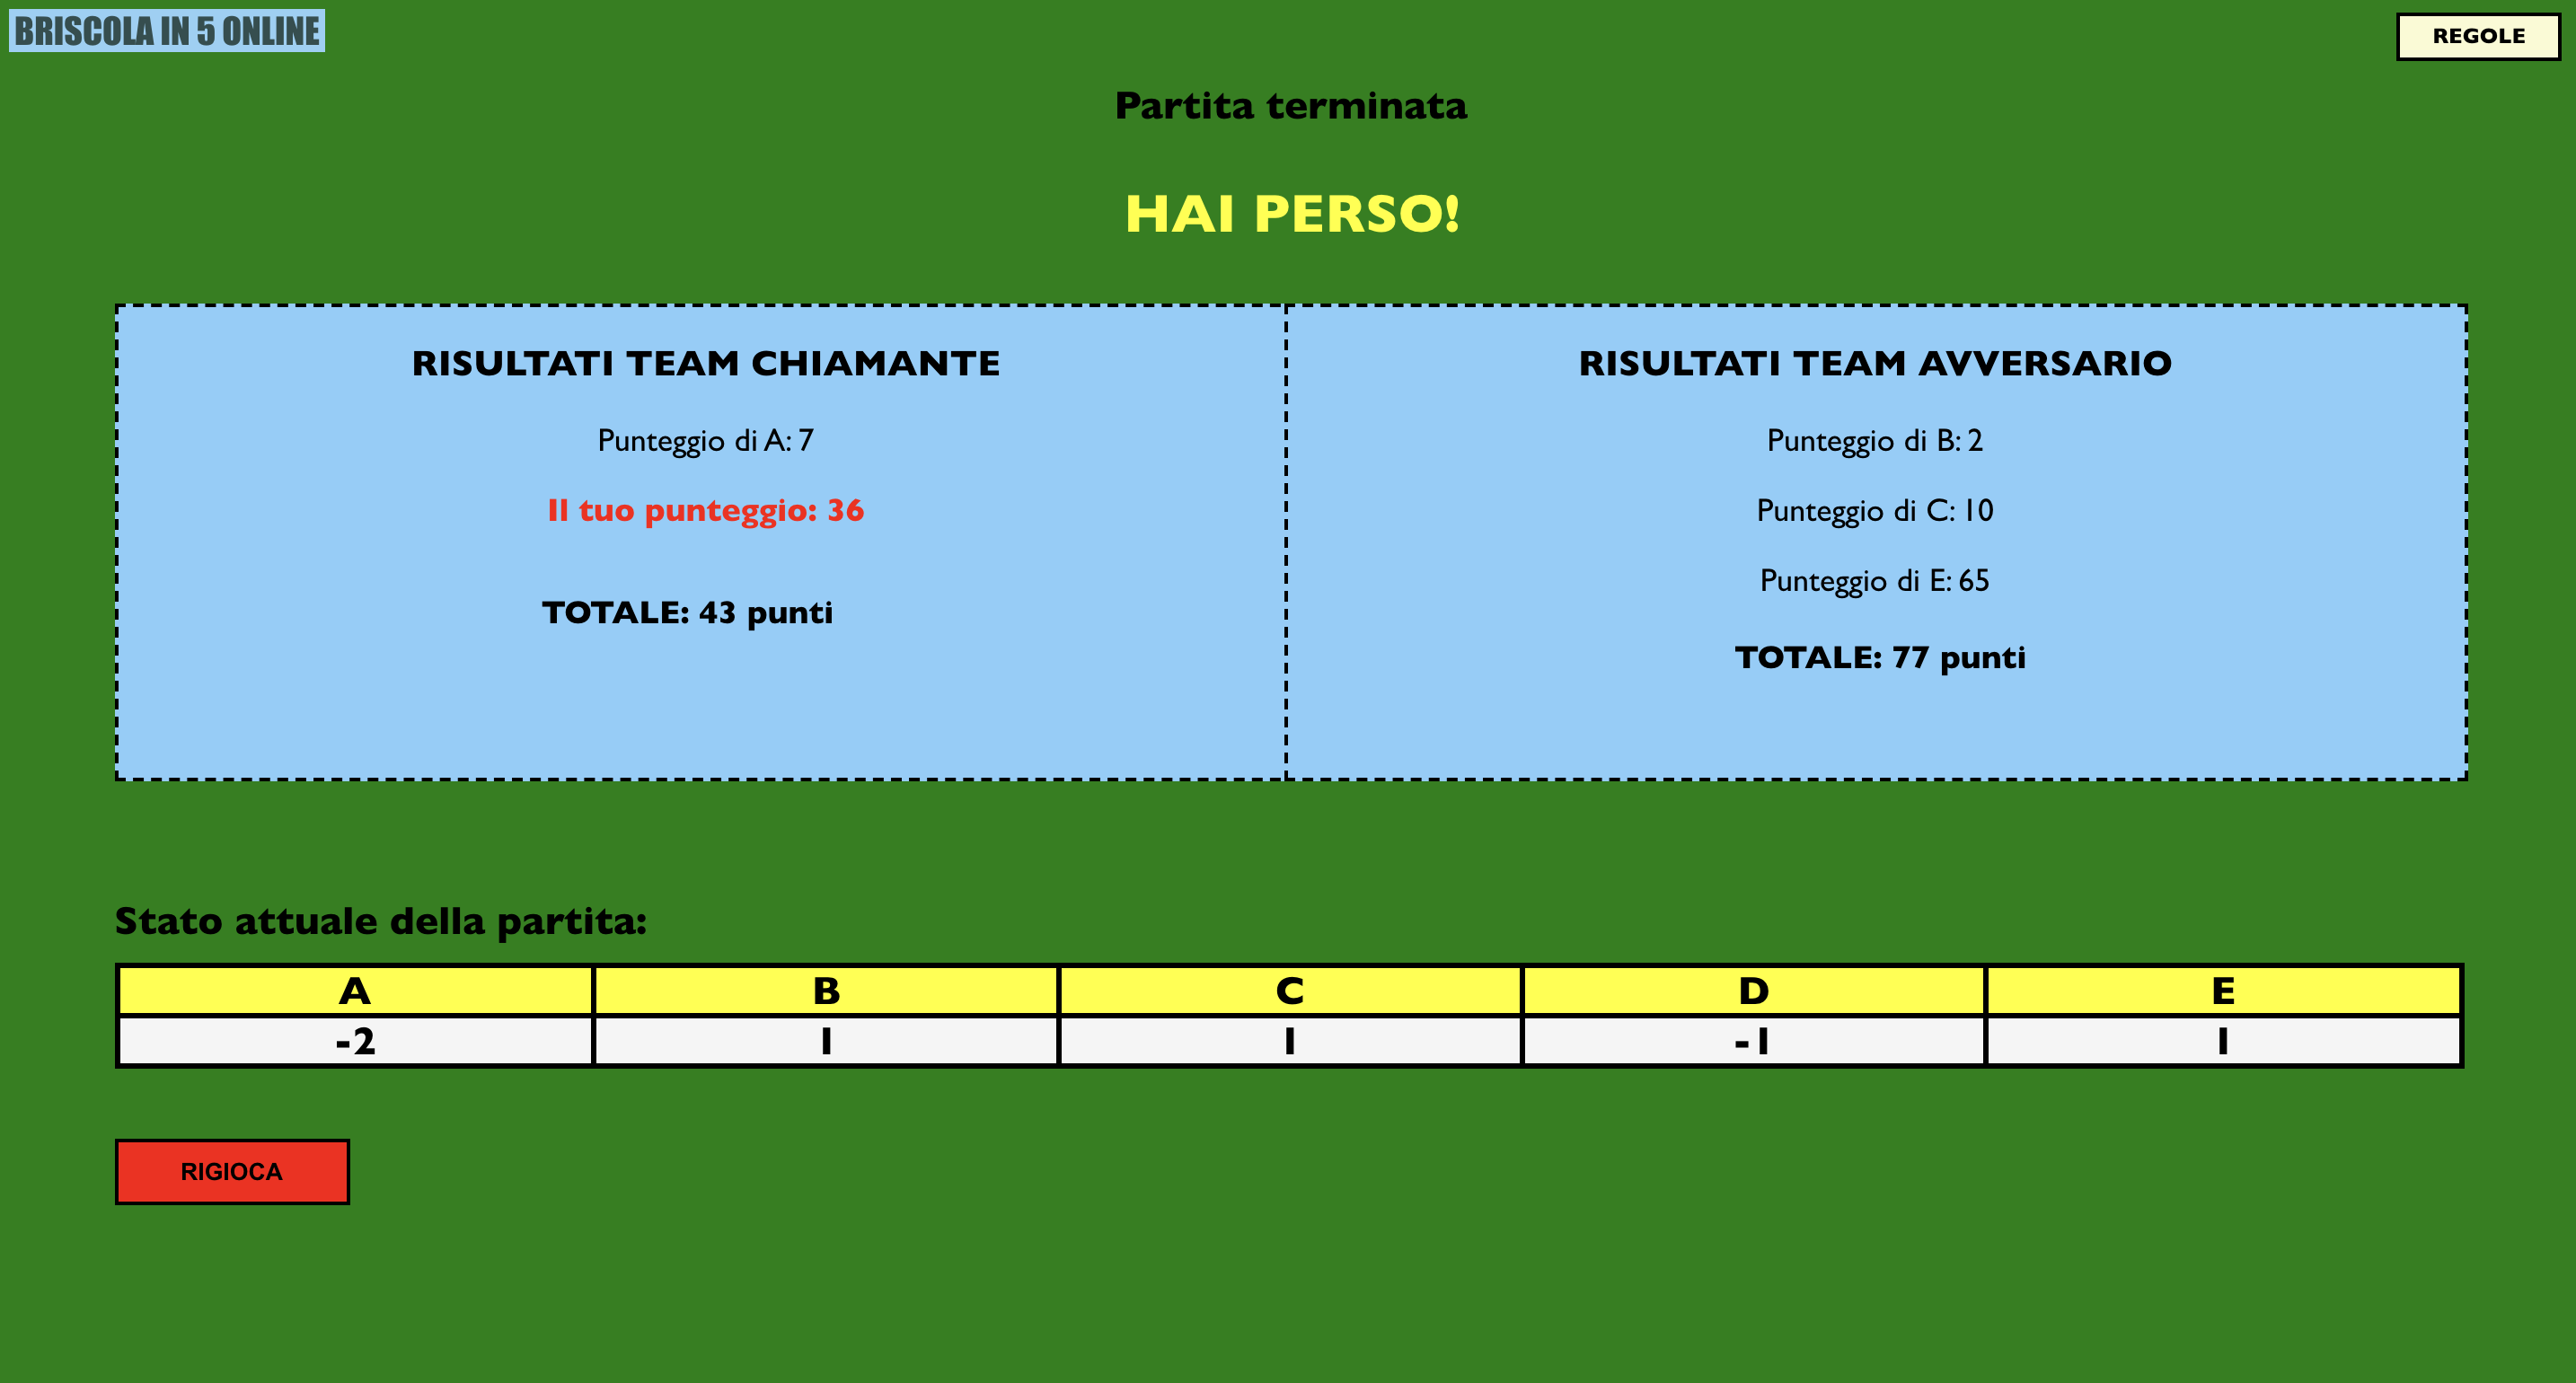 BRISCOLA IN 5 ONLINE
REGOLE
Partita terminata
HAI PERSO!
RISULTATI TEAM CHIAMANTE
Punteggio di A: 7
Il tuo punteggio: 36
TOTALE: 43 punti
RISULTATI TEAM AVVERSARIO
Punteggio di B: 2
Punteggio di C: 10
Punteggio di E: 65
TOTALE: 77 punti
Stato attuale della partita:
A B C D E
-2 1 1 -1 1
RIGIOCA